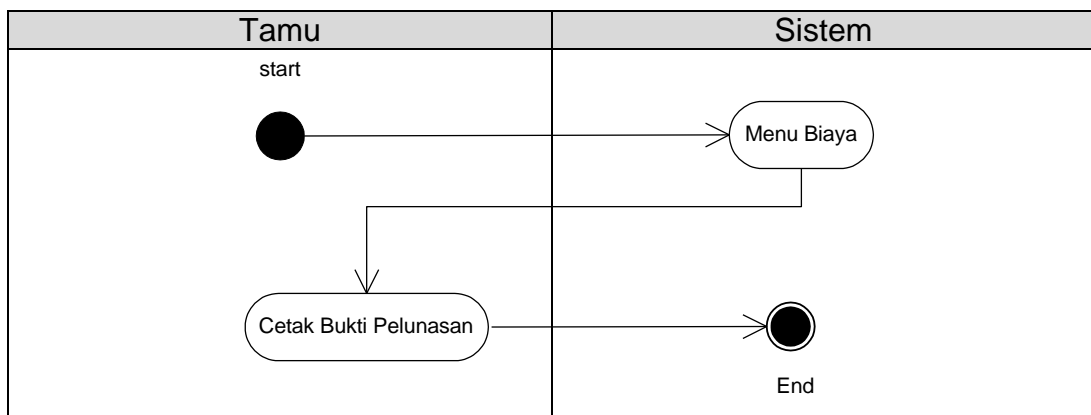 Tamu
Sistem
start
Menu Biaya
Cetak Bukti Pelunasan
End